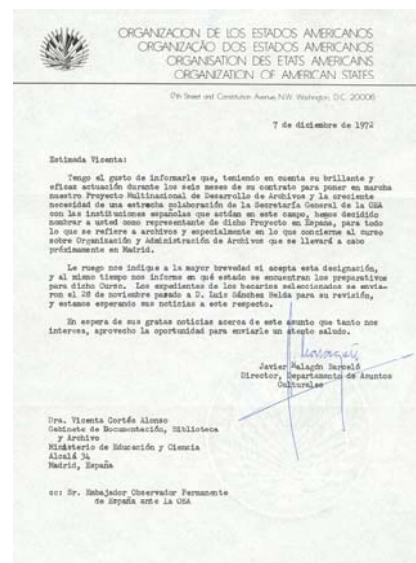 ORGANIZACION DE LOS ESTADOS AMERICANOS
ORGANIZAÇÃO DOS ESTADOS AMERICANOS
ORGANISATION DES ETATS AMERICAINS
ORGANIZATION OF AMERICAN STATES
17th Street and Constitution Avenue, N.W. Washington, D.C. 20006
7 de diciembre de 1972
Estimada Vicenta:
Tengo el gusto de informarle que, teniendo en cuenta su brillante y
eficaz actuación durante los seis meses de su contrato para poner en marcha
nuestro Proyecto Multinacional de Desarrollo de Archivos y la creciente
necesidad de una estrecha colaboración de la Secretaría General de la OEA
con las instituciones españolas que actúan en este campo, hemos decidido
nombrar a usted como representante de dicho Proyecto en España, para todo
lo que se refiere a archivos y especialmente en lo que concierne al curso
sobre Organización y Administración de Archivos que se llevará a cabo
próximamente en Madrid.
Le ruego nos indique a la mayor brevedad si acepta esta designación,
y al mismo tiempo nos informe en qué estado se encuentran los preparativos
para dicho Curso. Los expedientes de los becarios seleccionados se envia-
ron el 28 de noviembre pasado a D. Luis Sánchez Belda para su revisión,
y estamos esperando sus noticias a este respecto.
En espera de sus gratas noticias acerca de este asunto que tanto nos
interesa, aprovecho la oportunidad para enviarle un atento saludo.
Javier Malagón Barceló
Director, Departamento de Asuntos
Culturales
Dra. Vicenta Cortés Alonso
Gabinete de Documentación, Biblioteca
y Archivo
Ministerio de Educación y Ciencia
Alcalá 34
Madrid, España
cc: Sr. Embajador Observador Permanente
de España ante la OEA